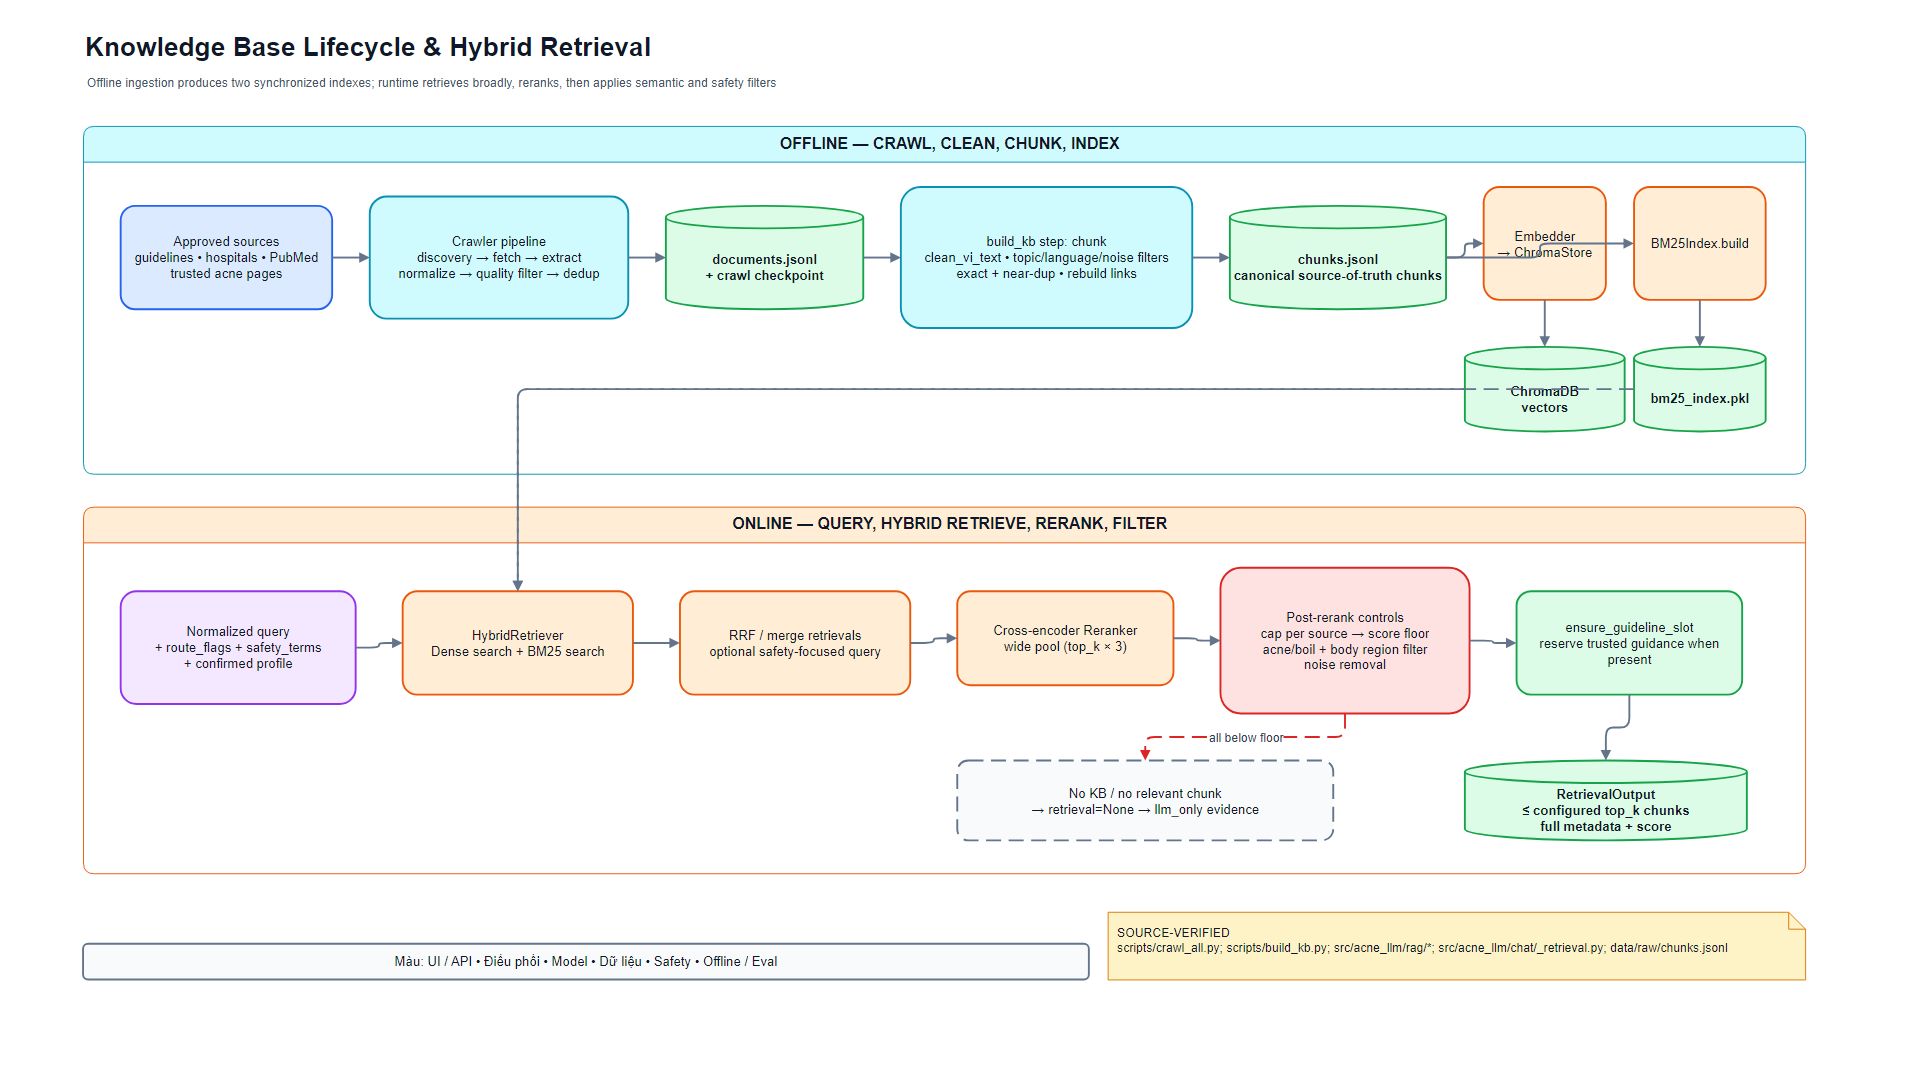 Knowledge Base Lifecycle & Hybrid Retrieval
Offline ingestion produces two synchronized indexes; runtime retrieves broadly, reranks, then applies semantic and safety filters
OFFLINE — CRAWL, CLEAN, CHUNK, INDEX
Approved sources
guidelines • hospitals • PubMed
trusted acne pages
Crawler pipeline
discovery → fetch → extract
normalize → quality filter → dedup
documents.jsonl
+ crawl checkpoint
build_kb step: chunk
clean_vi_text • topic/language/noise filters
exact + near-dup • rebuild links
chunks.jsonl
canonical source-of-truth chunks
Embedder
→ ChromaStore
BM25Index.build
ChromaDB
vectors
bm25_index.pkl
ONLINE — QUERY, HYBRID RETRIEVE, RERANK, FILTER
Normalized query
+ route_flags + safety_terms
+ confirmed profile
HybridRetriever
Dense search + BM25 search
RRF / merge retrievals
optional safety-focused query
Cross-encoder Reranker
wide pool (top_k × 3)
Post-rerank controls
cap per source → score floor
acne/boil + body region filter
noise removal
ensure_guideline_slot
reserve trusted guidance when
present
all below floor
No KB / no relevant chunk
→ retrieval=None → llm_only evidence
RetrievalOutput
≤ configured top_k chunks
full metadata + score
Màu: UI / API • Điều phối • Model • Dữ liệu • Safety • Offline / Eval
SOURCE-VERIFIED
scripts/crawl_all.py; scripts/build_kb.py; src/acne_llm/rag/*; src/acne_llm/chat/_retrieval.py; data/raw/chunks.jsonl